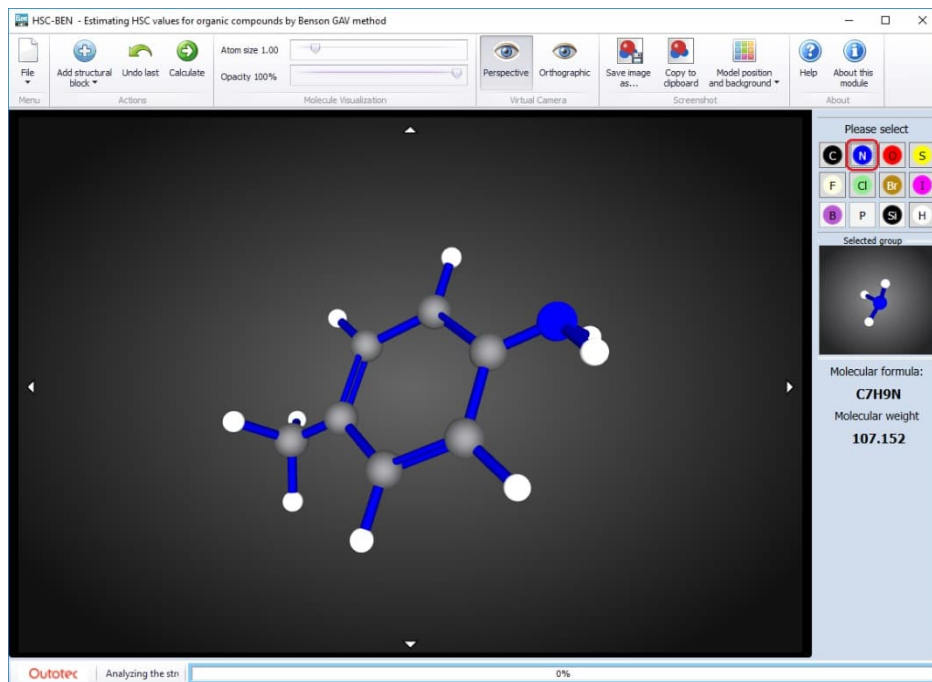 HSC-BEN - Estimating HSC values for organic compounds by Benson GAV method
File
Add structural block
Undo last
Calculate
Atom size 1.00
Opacity 100%
Perspective
Orthographic
Save image as...
Copy to clipboard
Model position and background
Help
About this module
Menu
Actions
Molecule Visualization
Virtual Camera
Screenshot
About
Please select
C N O S
F Cl Br I
B P Si H
Selected group
Molecular formula:
C7H9N
Molecular weight
107.152
Outotec
Analyzing the str
0%